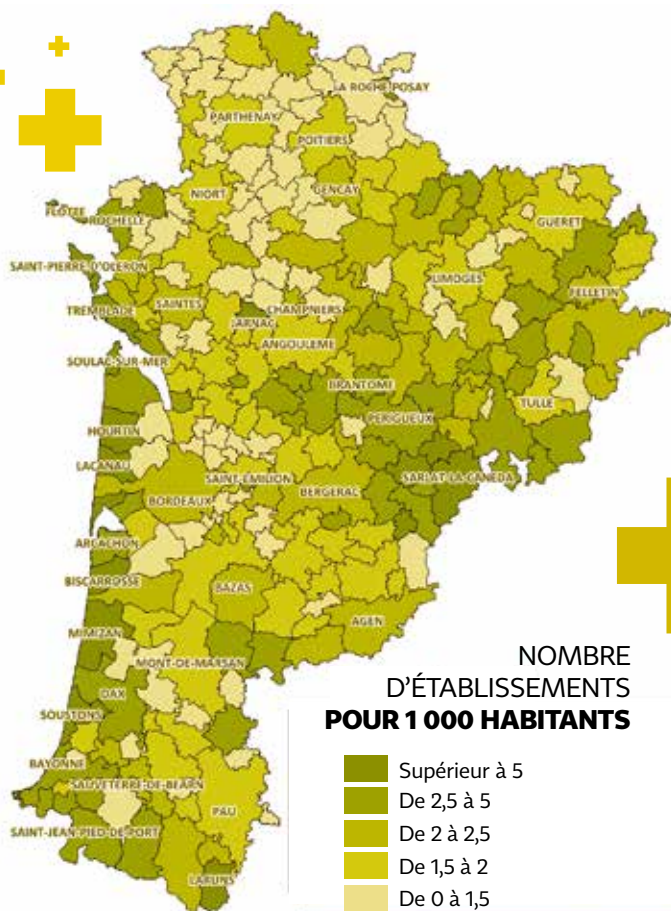 LA ROCHE-POSAY
PARTHENAY
POITIERS
NIORT
GENCAY
FLOTTE
ROCHELLE
GUERET
SAINT-PIERRE-D'OLERON
LIMOGES
FELLETIN
TREMBLADE
SAINTES
CHAMPNIERS
JARNAC
ANGOULEME
SOULAC-SUR-MER
BRANTOME
TULLE
PERIGUEUX
HOURTIN
LACANAU
SAINT-EMILION
SARLAT-LA-CANEDA
BORDEAUX
BERGERAC
ARCACHON
BISCARROSSE
BAZAS
MIMIZAN
AGEN
MONT-DE-MARSAN
DAX
SOUSTONS
BAYONNE
SAUVETERRE-DE-BEARN
PAU
SAINT-JEAN-PIED-DE-PORT
LARUNS
NOMBRE
D'ÉTABLISSEMENTS
POUR 1 000 HABITANTS
Supérieur à 5
De 2,5 à 5
De 2 à 2,5
De 1,5 à 2
De 0 à 1,5